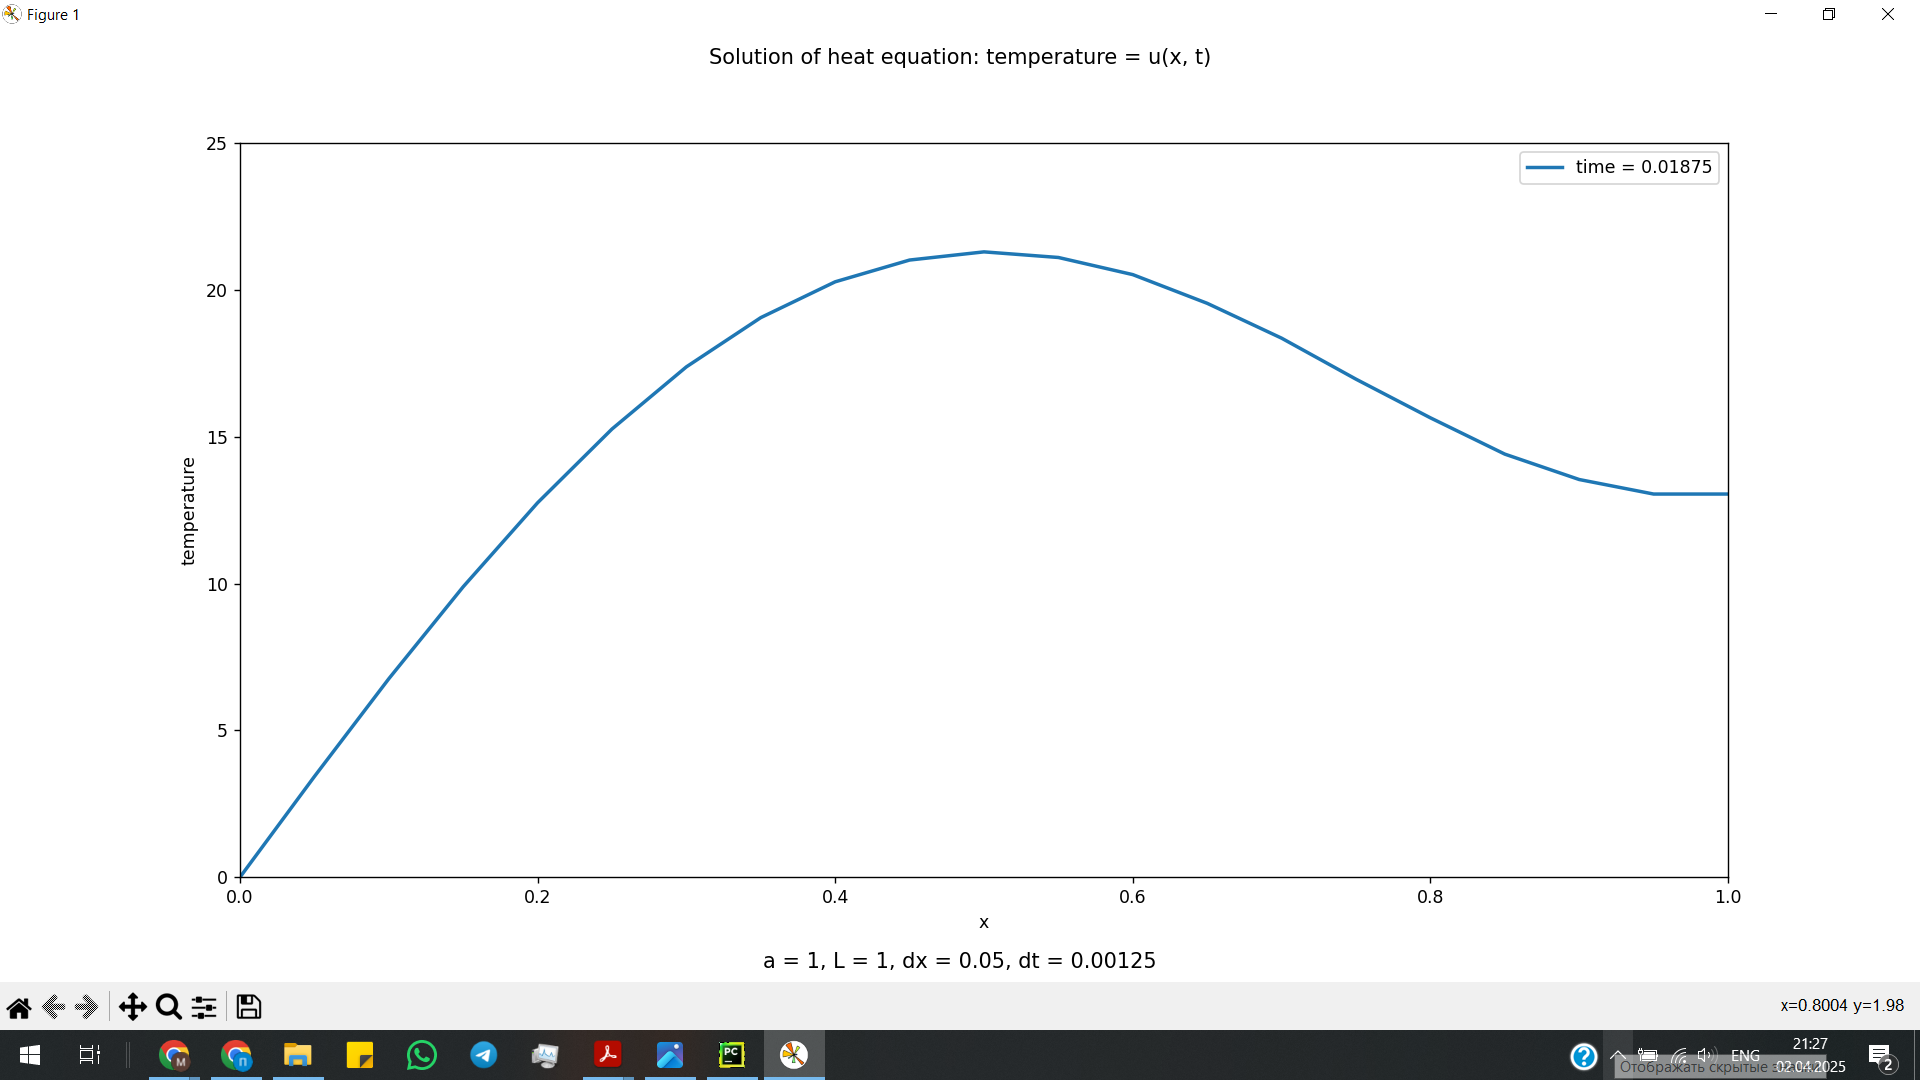 Figure 1
Solution of heat equation: temperature = u(x, t)
25
time = 0.01875
20
15
10
5
0
temperature
0.0 0.2 0.4 0.6 0.8 1.0
x
a = 1, L = 1, dx = 0.05, dt = 0.00125
x=0.8004 y=1.98
M
П
PC
ENG
21:27
02.04.2025
2
Отображать скрытые